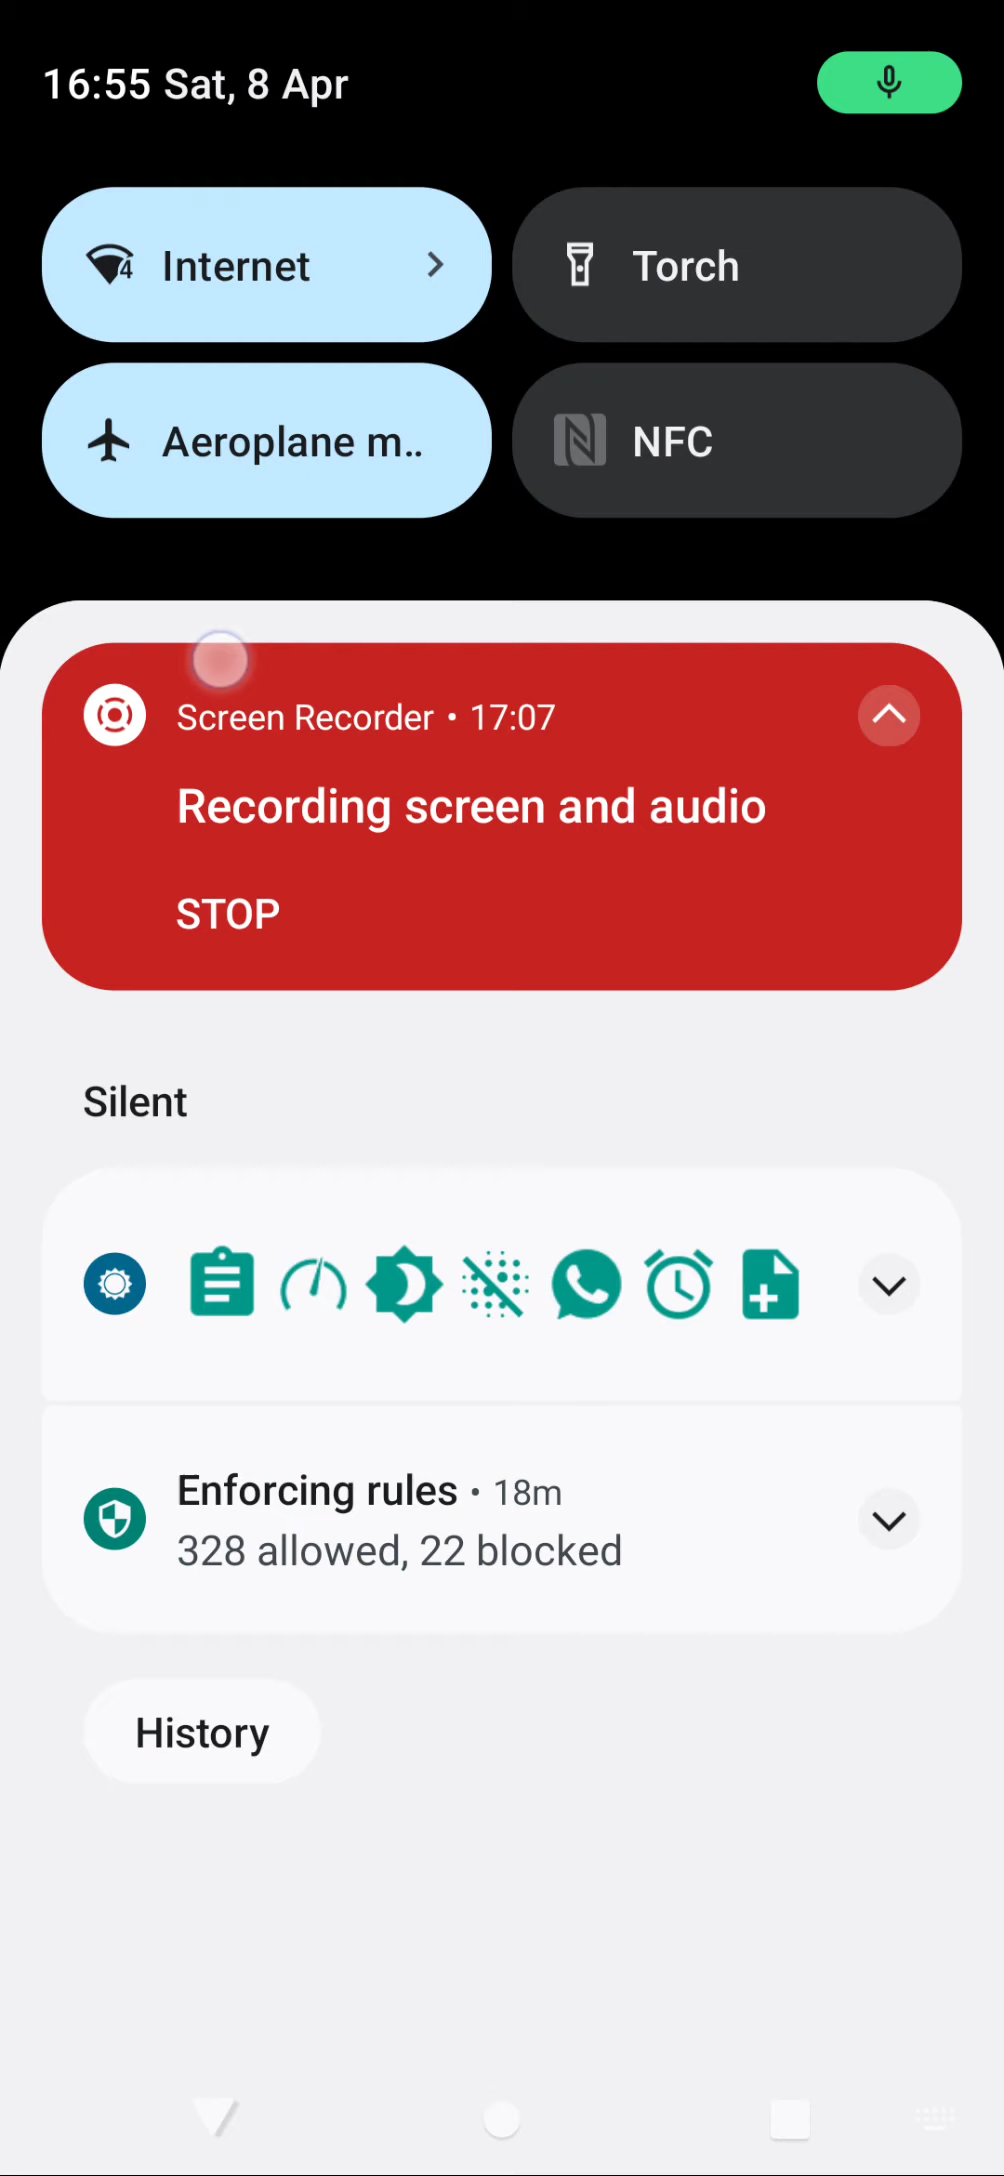 16:55 Sat, 8 Apr
Internet
Torch
Aeroplane m..
NFC
Screen Recorder • 17:07
Recording screen and audio
STOP
Silent
Enforcing rules • 18m
328 allowed, 22 blocked
History